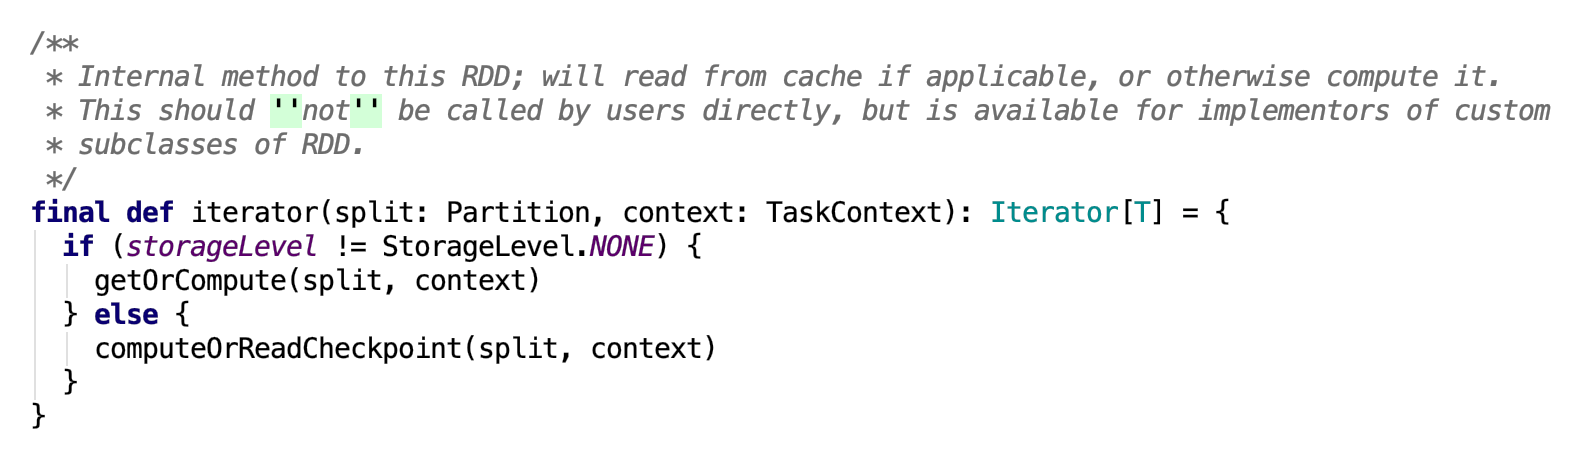 /**
 * Internal method to this RDD; will read from cache if applicable, or otherwise compute it.
 * This should ''not'' be called by users directly, but is available for implementors of custom
 * subclasses of RDD.
 */
final def iterator(split: Partition, context: TaskContext): Iterator[T] = {
  if (storageLevel != StorageLevel.NONE) {
    getOrCompute(split, context)
  } else {
    computeOrReadCheckpoint(split, context)
  }
}